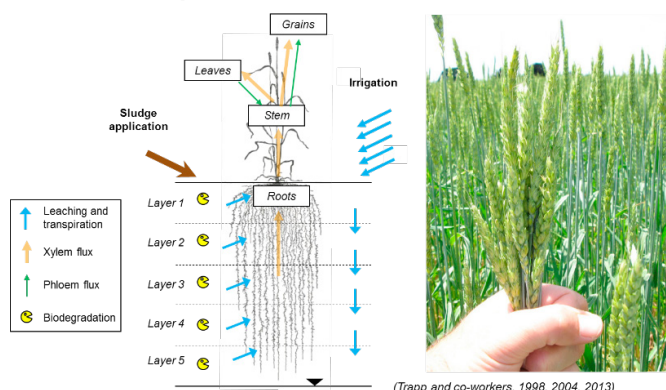 Grains
Leaves
Irrigation
Stem
Sludge
application
Roots
Layer 1
Layer 2
Layer 3
Layer 4
Layer 5
Leaching and
transpiration
Xylem flux
Phloem flux
Biodegradation
(Trapp and co-workers, 1998, 2004, 2013)